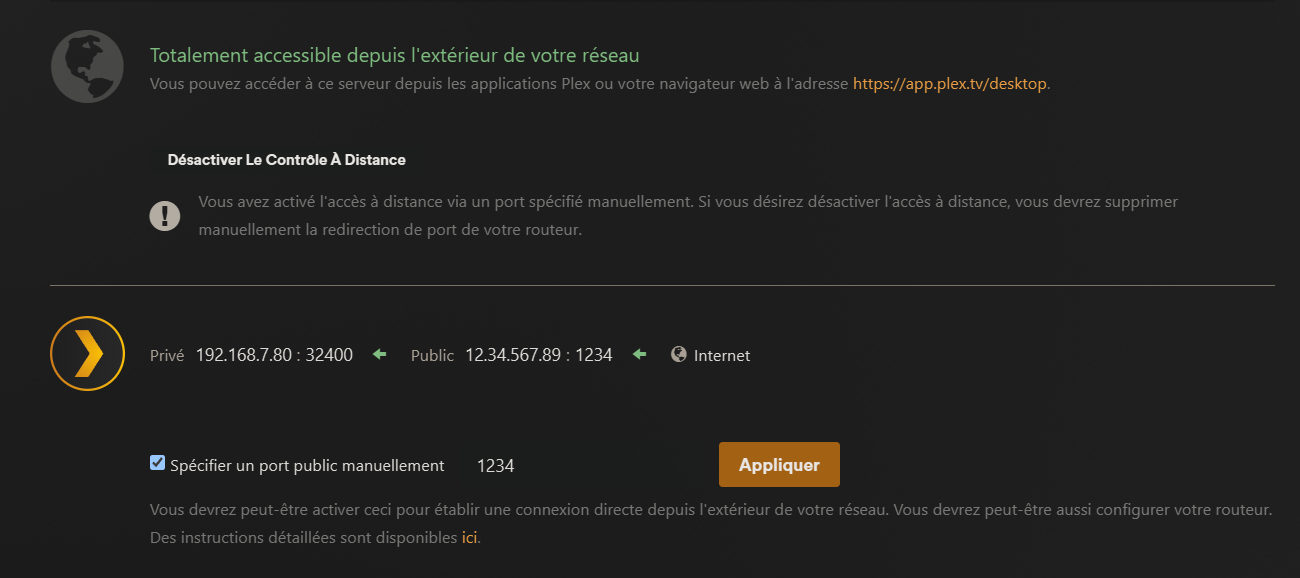 Totalement accessible depuis l'extérieur de votre réseau
Vous pouvez accéder à ce serveur depuis les applications Plex ou votre navigateur web à l'adresse https://app.plex.tv/desktop.
Désactiver Le Contrôle À Distance
Vous avez activé l'accès à distance via un port spécifié manuellement. Si vous désirez désactiver l'accès à distance, vous devrez supprimer
manuellement la redirection de port de votre routeur.
Privé 192.168.7.80 : 32400 Public 12.34.567.89 : 1234 Internet
Spécifier un port public manuellement 1234 Appliquer
Vous devrez peut-être activer ceci pour établir une connexion directe depuis l'extérieur de votre réseau. Vous devrez peut-être aussi configurer votre routeur.
Des instructions détaillées sont disponibles ici.